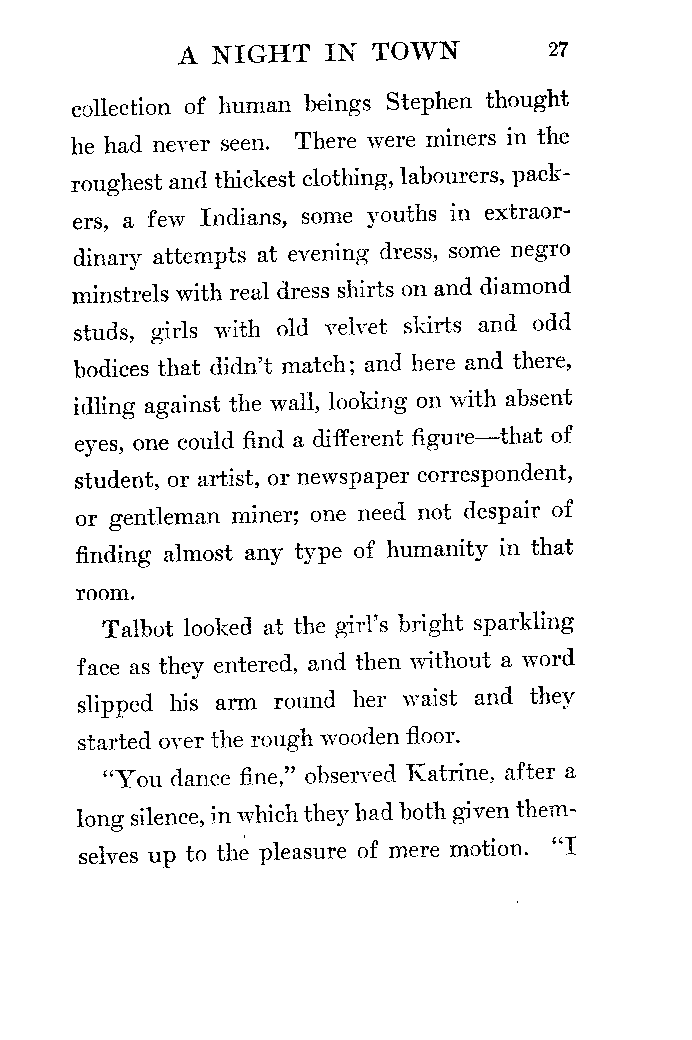 A NIGHT IN TOWN 27
collection of human beings Stephen thought
he had never seen. There were miners in the
roughest and thickest clothing, labourers, pack-
ers, a few Indians, some youths in extraor-
dinary attempts at evening dress, some negro
minstrels with real dress shirts on and diamond
studs, girls with old velvet skirts and odd
bodices that didn't match; and here and there,
idling against the wall, looking on with absent
eyes, one could find a different figure—that of
student, or artist, or newspaper correspondent,
or gentleman miner; one need not despair of
finding almost any type of humanity in that
room.
Talbot looked at the girl's bright sparkling
face as they entered, and then without a word
slipped his arm round her waist and they
started over the rough wooden floor.
"You dance fine," observed Katrine, after a
long silence, in which they had both given them-
selves up to the pleasure of mere motion. "I